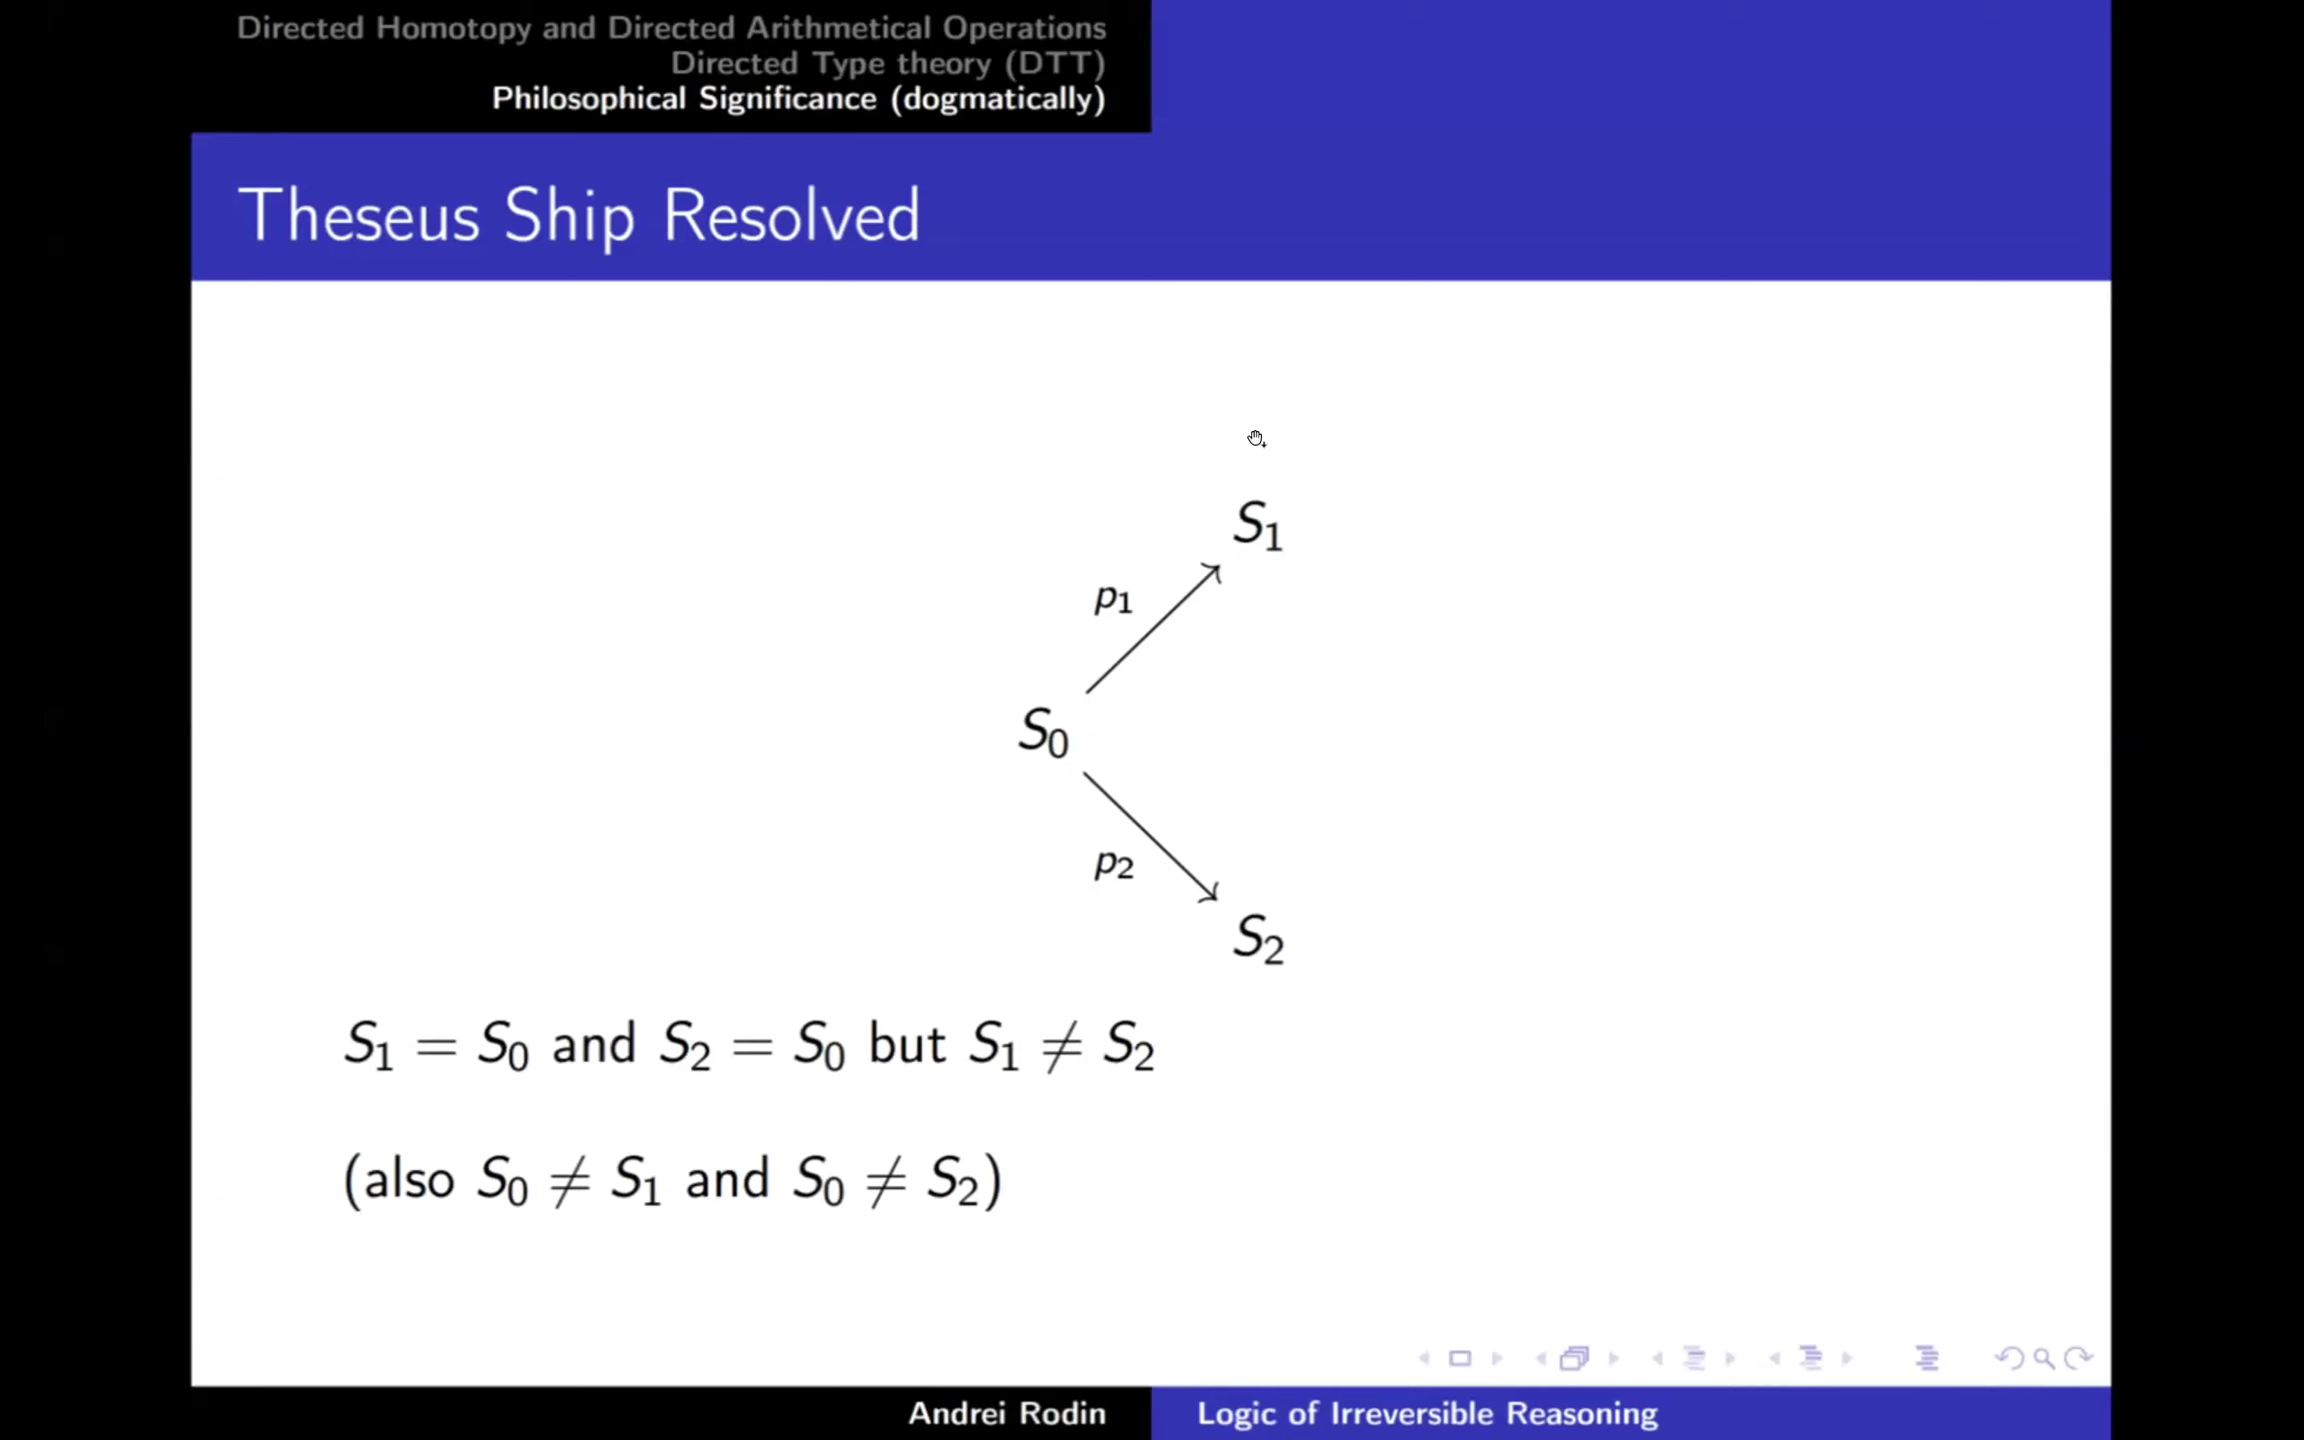 Directed Homotopy and Directed Arithmetical Operations
Directed Type theory (DTT)
Philosophical Significance (dogmatically)
Theseus Ship Resolved
S₁
p₁
S₀
p₂
S₂
S₁ = S₀ and S₂ = S₀ but S₁ ≠ S₂
(also S₀ ≠ S₁ and S₀ ≠ S₂)
Andrei Rodin
Logic of Irreversible Reasoning